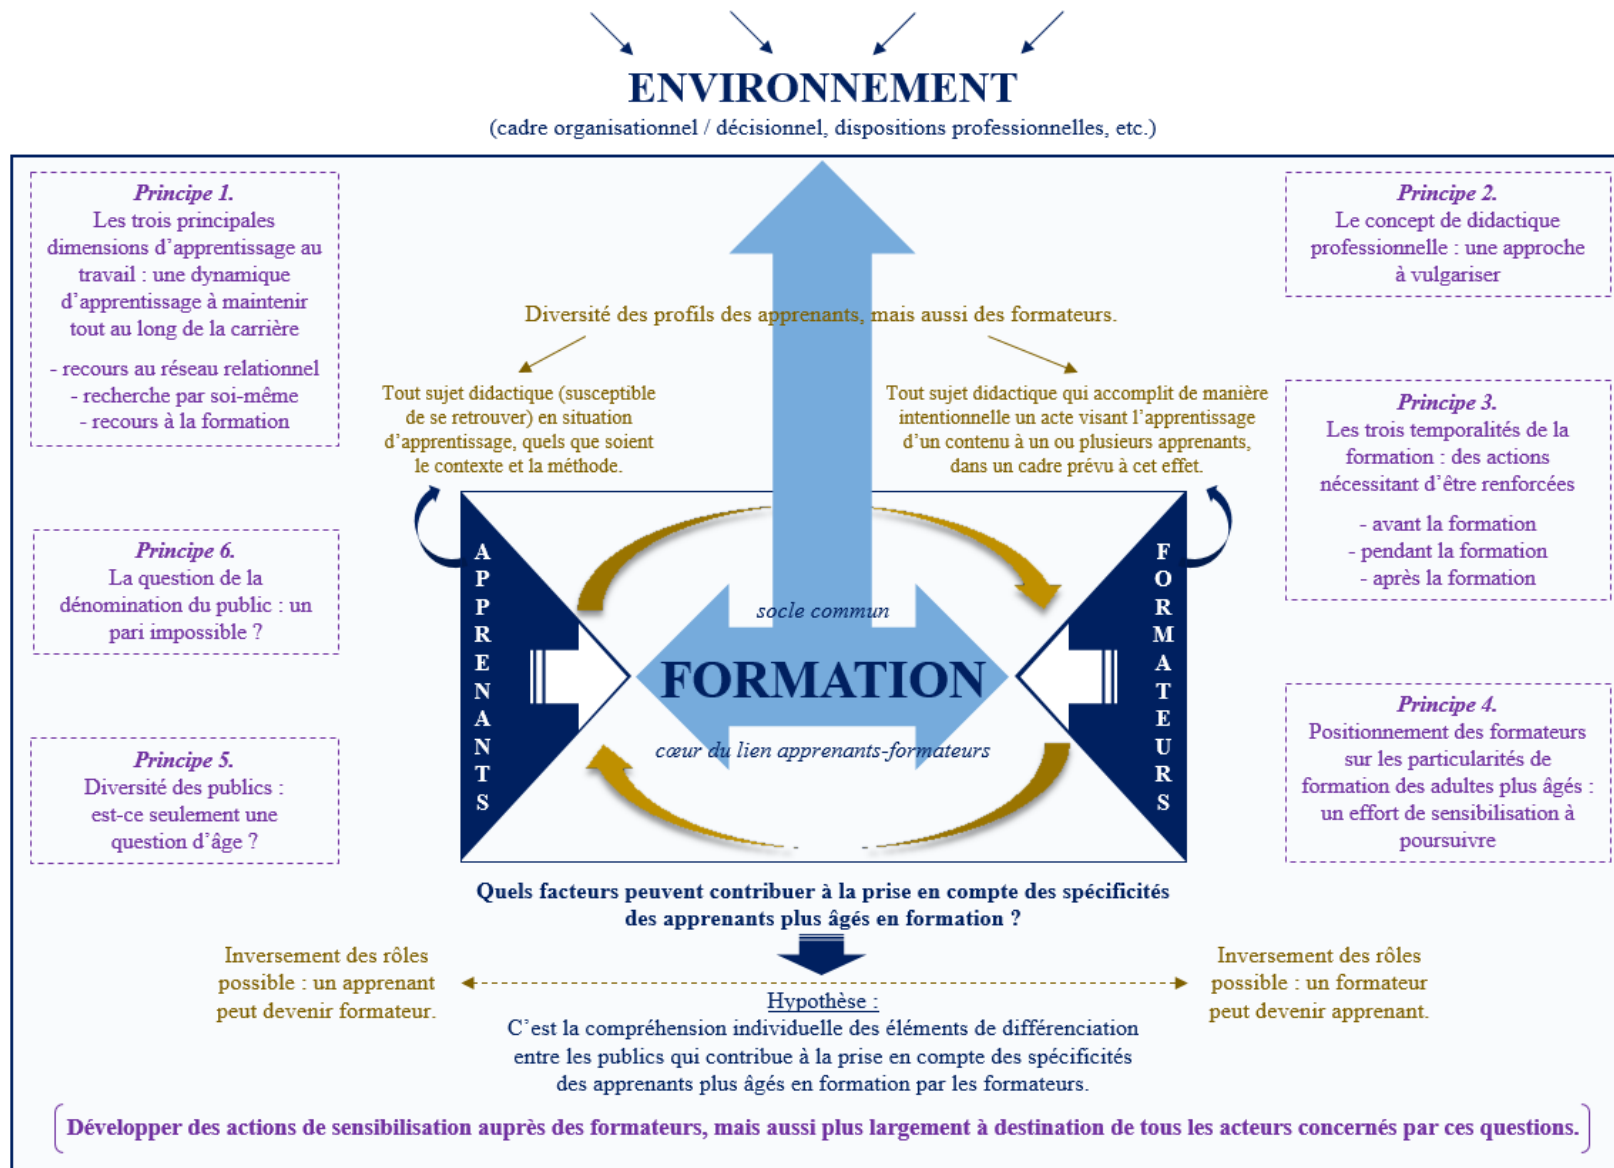 ENVIRONNEMENT
(cadre organisationnel / décisionnel, dispositions professionnelles, etc.)
Principe 1.
Les trois principales
dimensions d’apprentissage au
travail : une dynamique
d’apprentissage à maintenir
tout au long de la carrière
- recours au réseau relationnel
- recherche par soi-même
- recours à la formation
Principe 2.
Le concept de didactique
professionnelle : une approche
à vulgariser
Diversité des profils des apprenants, mais aussi des formateurs.
Tout sujet didactique (susceptible
de se retrouver) en situation
d’apprentissage, quels que soient
le contexte et la méthode.
Tout sujet didactique qui accomplit de manière
intentionnelle un acte visant l’apprentissage
d’un contenu à un ou plusieurs apprenants,
dans un cadre prévu à cet effet.
Principe 3.
Les trois temporalités de la
formation : des actions
nécessitant d’être renforcées
- avant la formation
- pendant la formation
- après la formation
Principe 6.
La question de la
dénomination du public : un
pari impossible ?
APPRENANTS
socle commun
FORMATION
cœur du lien apprenants-formateurs
FORMATEURS
Principe 5.
Diversité des publics :
est-ce seulement une
question d’âge ?
Principe 4.
Positionnement des formateurs
sur les particularités de
formation des adultes plus âgés :
un effort de sensibilisation à
poursuivre
Quels facteurs peuvent contribuer à la prise en compte des spécificités
des apprenants plus âgés en formation ?
Inversement des rôles
possible : un apprenant
peut devenir formateur.
Inversement des rôles
possible : un formateur
peut devenir apprenant.
Hypothèse :
C’est la compréhension individuelle des éléments de différenciation
entre les publics qui contribue à la prise en compte des spécificités
des apprenants plus âgés en formation par les formateurs.
Développer des actions de sensibilisation auprès des formateurs, mais aussi plus largement à destination de tous les acteurs concernés par ces questions.